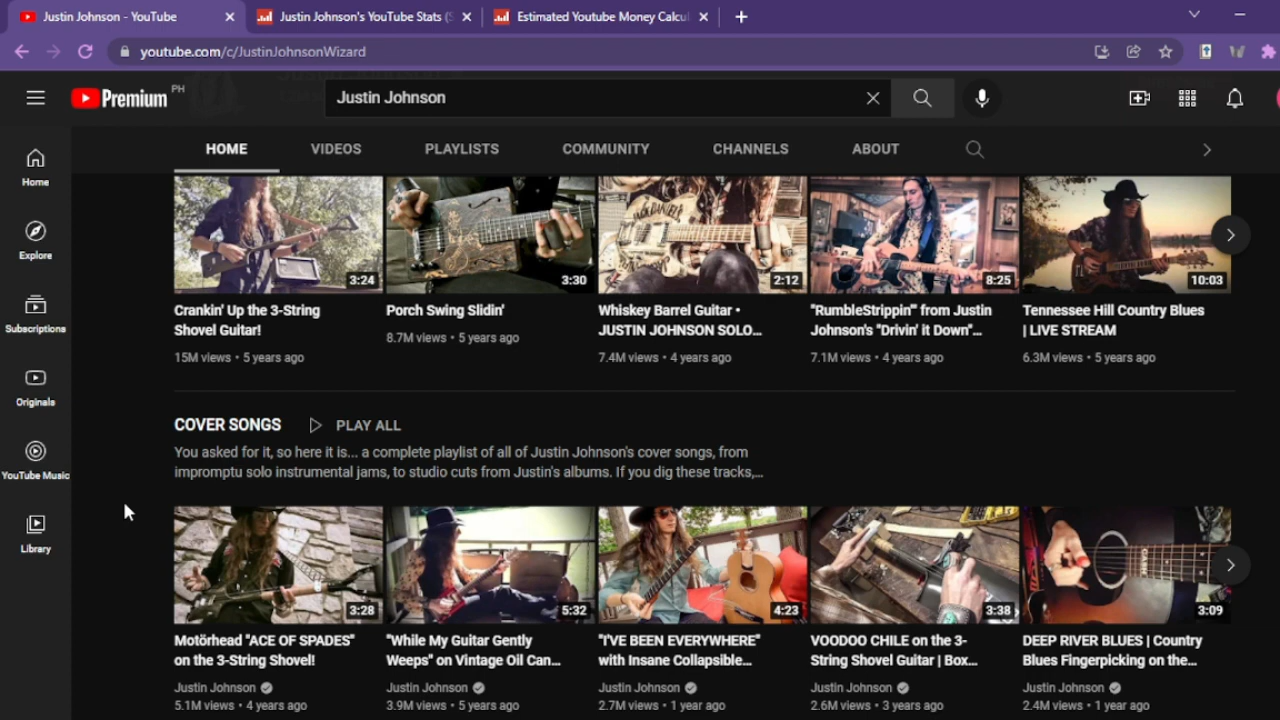 Justin Johnson - YouTube
Justin Johnson's YouTube Stats (S
Estimated Youtube Money Calcul
youtube.com/c/JustinJohnsonWizard
Premium PH
Justin Johnson
HOME VIDEOS PLAYLISTS COMMUNITY CHANNELS ABOUT
Home
Explore
Subscriptions
Originals
YouTube Music
Library
3:24
3:30
2:12
8:25
10:03
Crankin' Up the 3-String
Shovel Guitar!
15M views • 5 years ago
Porch Swing Slidin'
8.7M views • 5 years ago
Whiskey Barrel Guitar •
JUSTIN JOHNSON SOLO...
7.4M views • 4 years ago
"RumbleStrippin'" from Justin
Johnson's "Drivin' it Down"...
7.1M views • 4 years ago
Tennessee Hill Country Blues
| LIVE STREAM
6.3M views • 5 years ago
COVER SONGS PLAY ALL
You asked for it, so here it is... a complete playlist of all of Justin Johnson's cover songs, from
impromptu solo instrumental jams, to studio cuts from Justin's albums. If you dig these tracks,...
3:28
5:32
4:23
3:38
3:09
Motörhead "ACE OF SPADES"
on the 3-String Shovel!
Justin Johnson
5.1M views • 4 years ago
"While My Guitar Gently
Weeps" on Vintage Oil Can...
Justin Johnson
3.9M views • 5 years ago
"I'VE BEEN EVERYWHERE"
with Insane Collapsible...
Justin Johnson
2.7M views • 1 year ago
VOODOO CHILE on the 3-
String Shovel Guitar | Box...
Justin Johnson
2.6M views • 3 years ago
DEEP RIVER BLUES | Country
Blues Fingerpicking on the...
Justin Johnson
2.4M views • 1 year ago